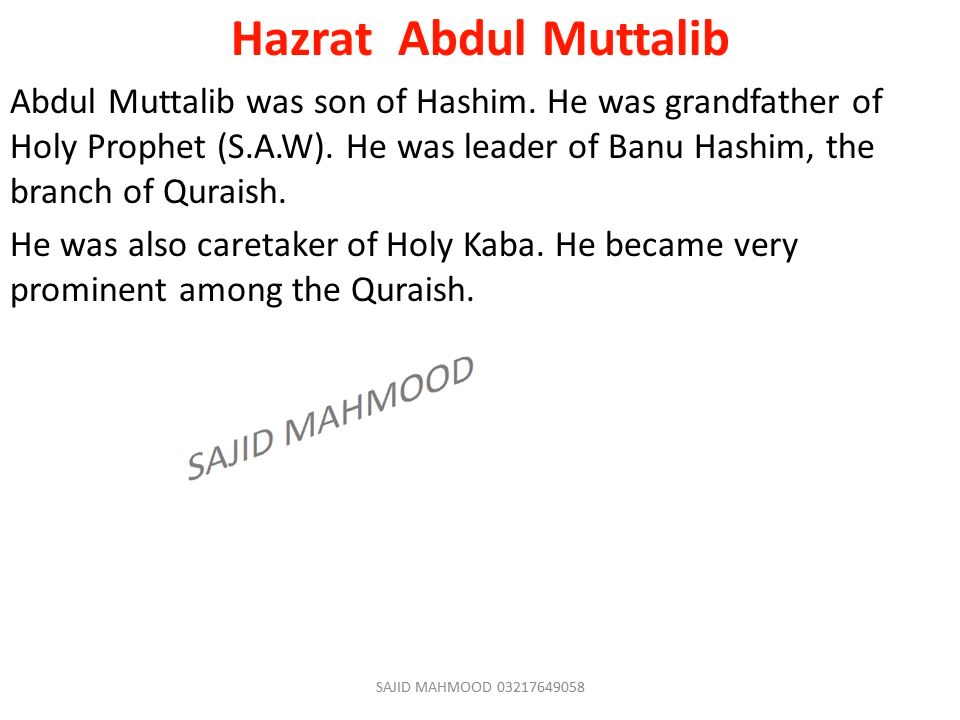 Hazrat Abdul Muttalib
Abdul Muttalib was son of Hashim. He was grandfather of
Holy Prophet (S.A.W). He was leader of Banu Hashim, the
branch of Quraish.
He was also caretaker of Holy Kaba. He became very
prominent among the Quraish.
SAJID MAHMOOD
SAJID MAHMOOD 03217649058